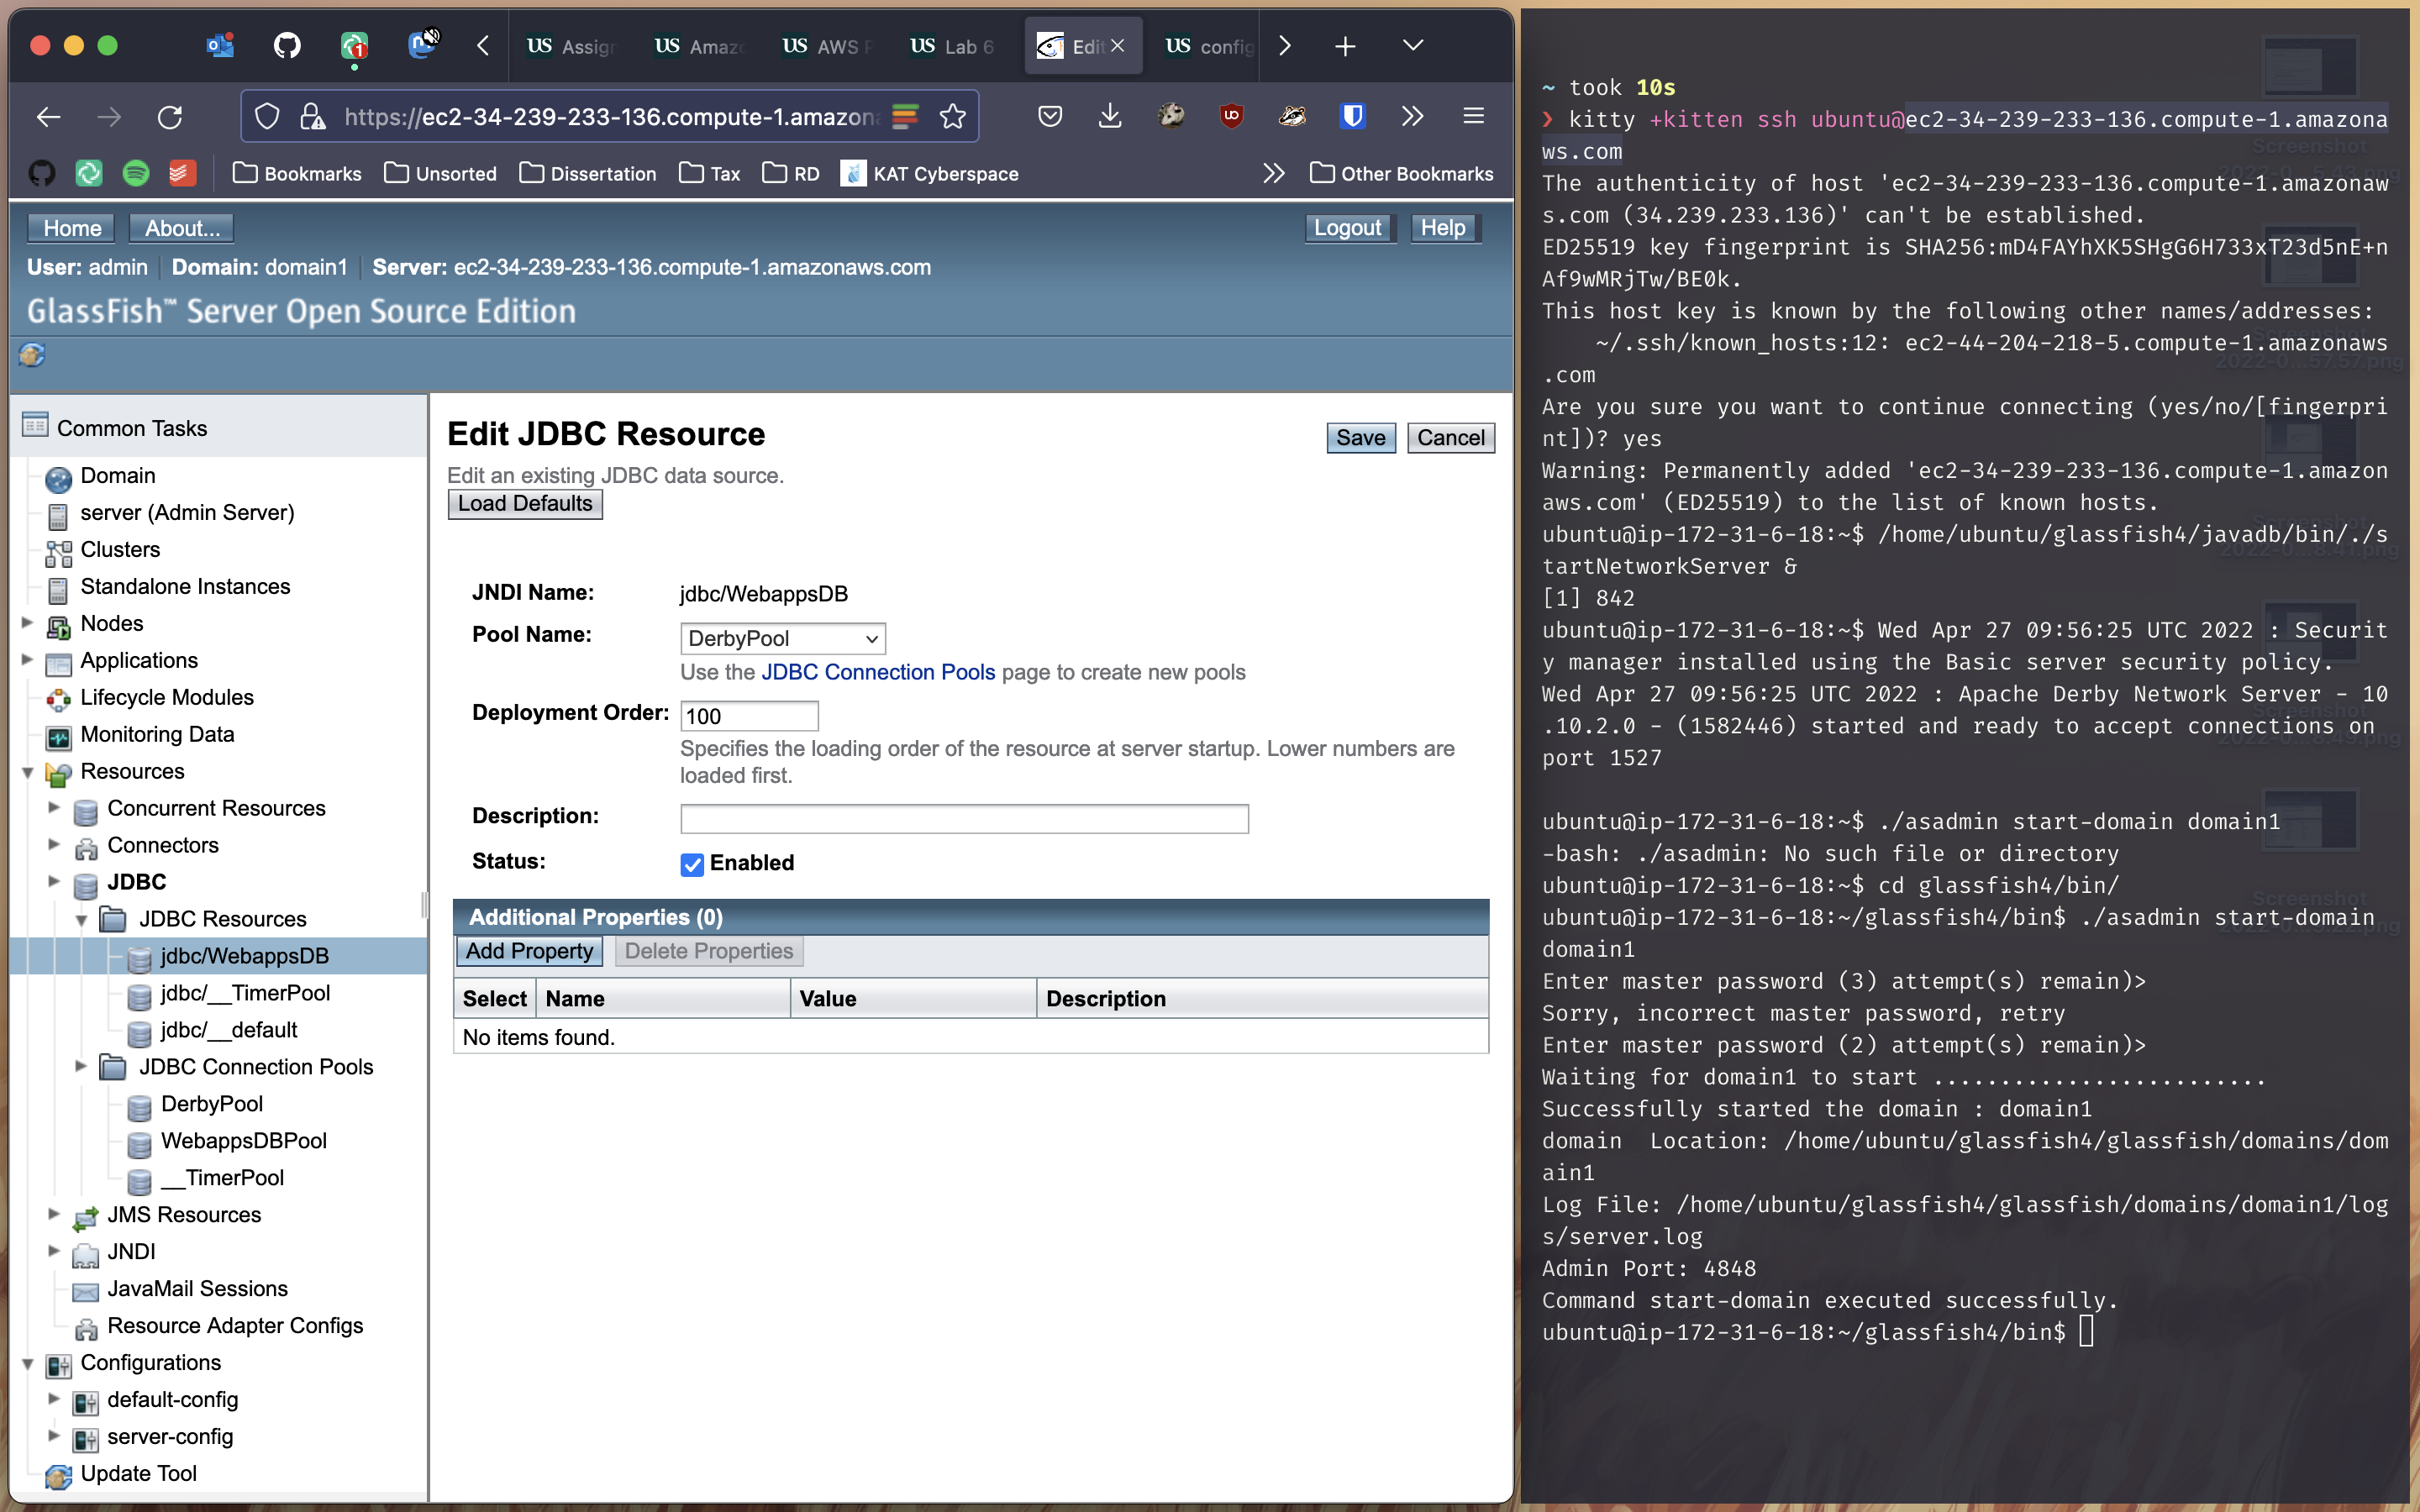 US Assign
US Amaz
US AWS
US Lab 6
Edit
US config
https://ec2-34-239-233-136.compute-1.amazon
Bookmarks
Unsorted
Dissertation
Tax
RD
KAT Cyberspace
Other Bookmarks
Home
About...
Logout
Help
User: admin
Domain: domain1
Server: ec2-34-239-233-136.compute-1.amazonaws.com
GlassFish™ Server Open Source Edition
Common Tasks
Domain
server (Admin Server)
Clusters
Standalone Instances
Nodes
Applications
Lifecycle Modules
Monitoring Data
Resources
Concurrent Resources
Connectors
JDBC
JDBC Resources
jdbc/WebappsDB
jdbc/__TimerPool
jdbc/__default
JDBC Connection Pools
DerbyPool
WebappsDBPool
__TimerPool
JMS Resources
JNDI
JavaMail Sessions
Resource Adapter Configs
Configurations
default-config
server-config
Update Tool
Edit JDBC Resource
Save
Cancel
Edit an existing JDBC data source.
Load Defaults
JNDI Name: jdbc/WebappsDB
Pool Name: DerbyPool
Use the JDBC Connection Pools page to create new pools
Deployment Order: 100
Specifies the loading order of the resource at server startup. Lower numbers are
loaded first.
Description:
Status: Enabled
Additional Properties (0)
Add Property
Delete Properties
Select Name Value Description
No items found.
~ took 10s
❯ kitty +kitten ssh ubuntu@ec2-34-239-233-136.compute-1.amazona
ws.com
The authenticity of host 'ec2-34-239-233-136.compute-1.amazonaw
s.com (34.239.233.136)' can't be established.
ED25519 key fingerprint is SHA256:mD4FAYhXK5SHgG6H733xT23d5nE+n
Af9wMRjTw/BE0k.
This host key is known by the following other names/addresses:
~/.ssh/known_hosts:12: ec2-44-204-218-5.compute-1.amazonaws
.com
Are you sure you want to continue connecting (yes/no/[fingerpri
nt])? yes
Warning: Permanently added 'ec2-34-239-233-136.compute-1.amazon
aws.com' (ED25519) to the list of known hosts.
ubuntu@ip-172-31-6-18:~$ /home/ubuntu/glassfish4/javadb/bin/./s
tartNetworkServer &
[1] 842
ubuntu@ip-172-31-6-18:~$ Wed Apr 27 09:56:25 UTC 2022 : Securit
y manager installed using the Basic server security policy.
Wed Apr 27 09:56:25 UTC 2022 : Apache Derby Network Server - 10
.10.2.0 - (1582446) started and ready to accept connections on
port 1527
ubuntu@ip-172-31-6-18:~$ ./asadmin start-domain domain1
-bash: ./asadmin: No such file or directory
ubuntu@ip-172-31-6-18:~$ cd glassfish4/bin/
ubuntu@ip-172-31-6-18:~/glassfish4/bin$ ./asadmin start-domain
domain1
Enter master password (3) attempt(s) remain)>
Sorry, incorrect master password, retry
Enter master password (2) attempt(s) remain)>
Waiting for domain1 to start .........................
Successfully started the domain : domain1
domain  Location: /home/ubuntu/glassfish4/glassfish/domains/dom
ain1
Log File: /home/ubuntu/glassfish4/glassfish/domains/domain1/log
s/server.log
Admin Port: 4848
Command start-domain executed successfully.
ubuntu@ip-172-31-6-18:~/glassfish4/bin$